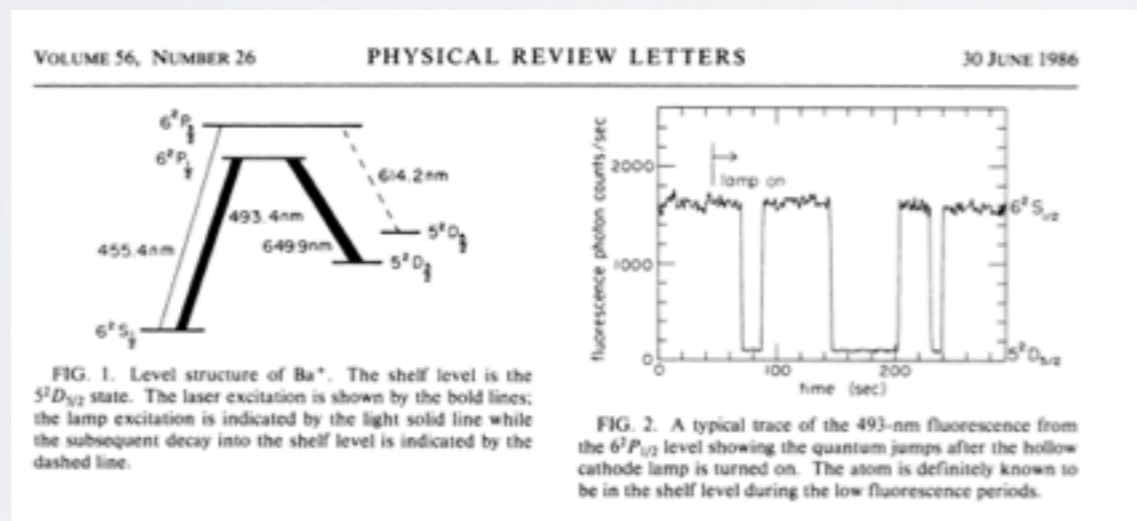 VOLUME 56, NUMBER 26 PHYSICAL REVIEW LETTERS 30 JUNE 1986
6²P₃/₂
6²P₁/₂
614.2nm
493.4nm
5²D₅/₂
455.4nm
649.9nm
5²D₃/₂
6²S₁/₂
FIG. 1. Level structure of Ba⁺. The shelf level is the
5²D₅/₂ state. The laser excitation is shown by the bold lines;
the lamp excitation is indicated by the light solid line while
the subsequent decay into the shelf level is indicated by the
dashed line.
fluorescence photon counts/sec
2000
1000
0
lamp on
6²S₁/₂
5²D₅/₂
0 100 200
time (sec)
FIG. 2. A typical trace of the 493-nm fluorescence from
the 6²P₁/₂ level showing the quantum jumps after the hollow
cathode lamp is turned on. The atom is definitely known to
be in the shelf level during the low fluorescence periods.